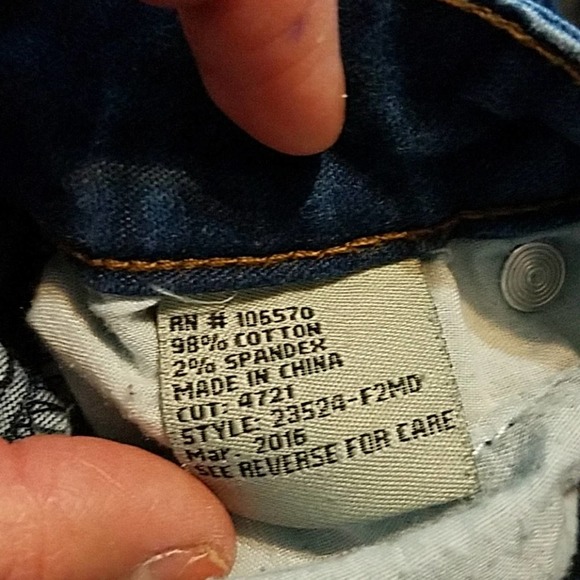 RN # 106570
98% COTTON
2% SPANDEX
MADE IN CHINA
CUT: 4721
STYLE: 23524-F2MD
Mar. 2016
SEE REVERSE FOR CARE